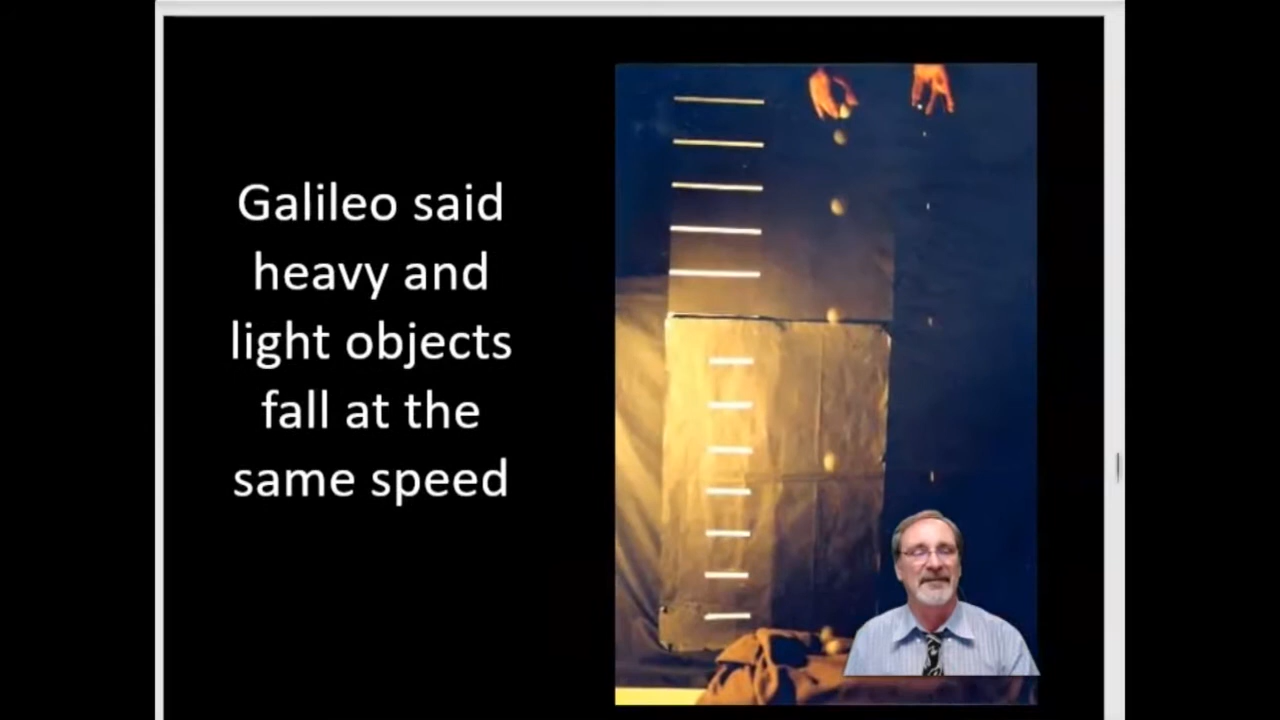 Galileo said
heavy and
light objects
fall at the
same speed